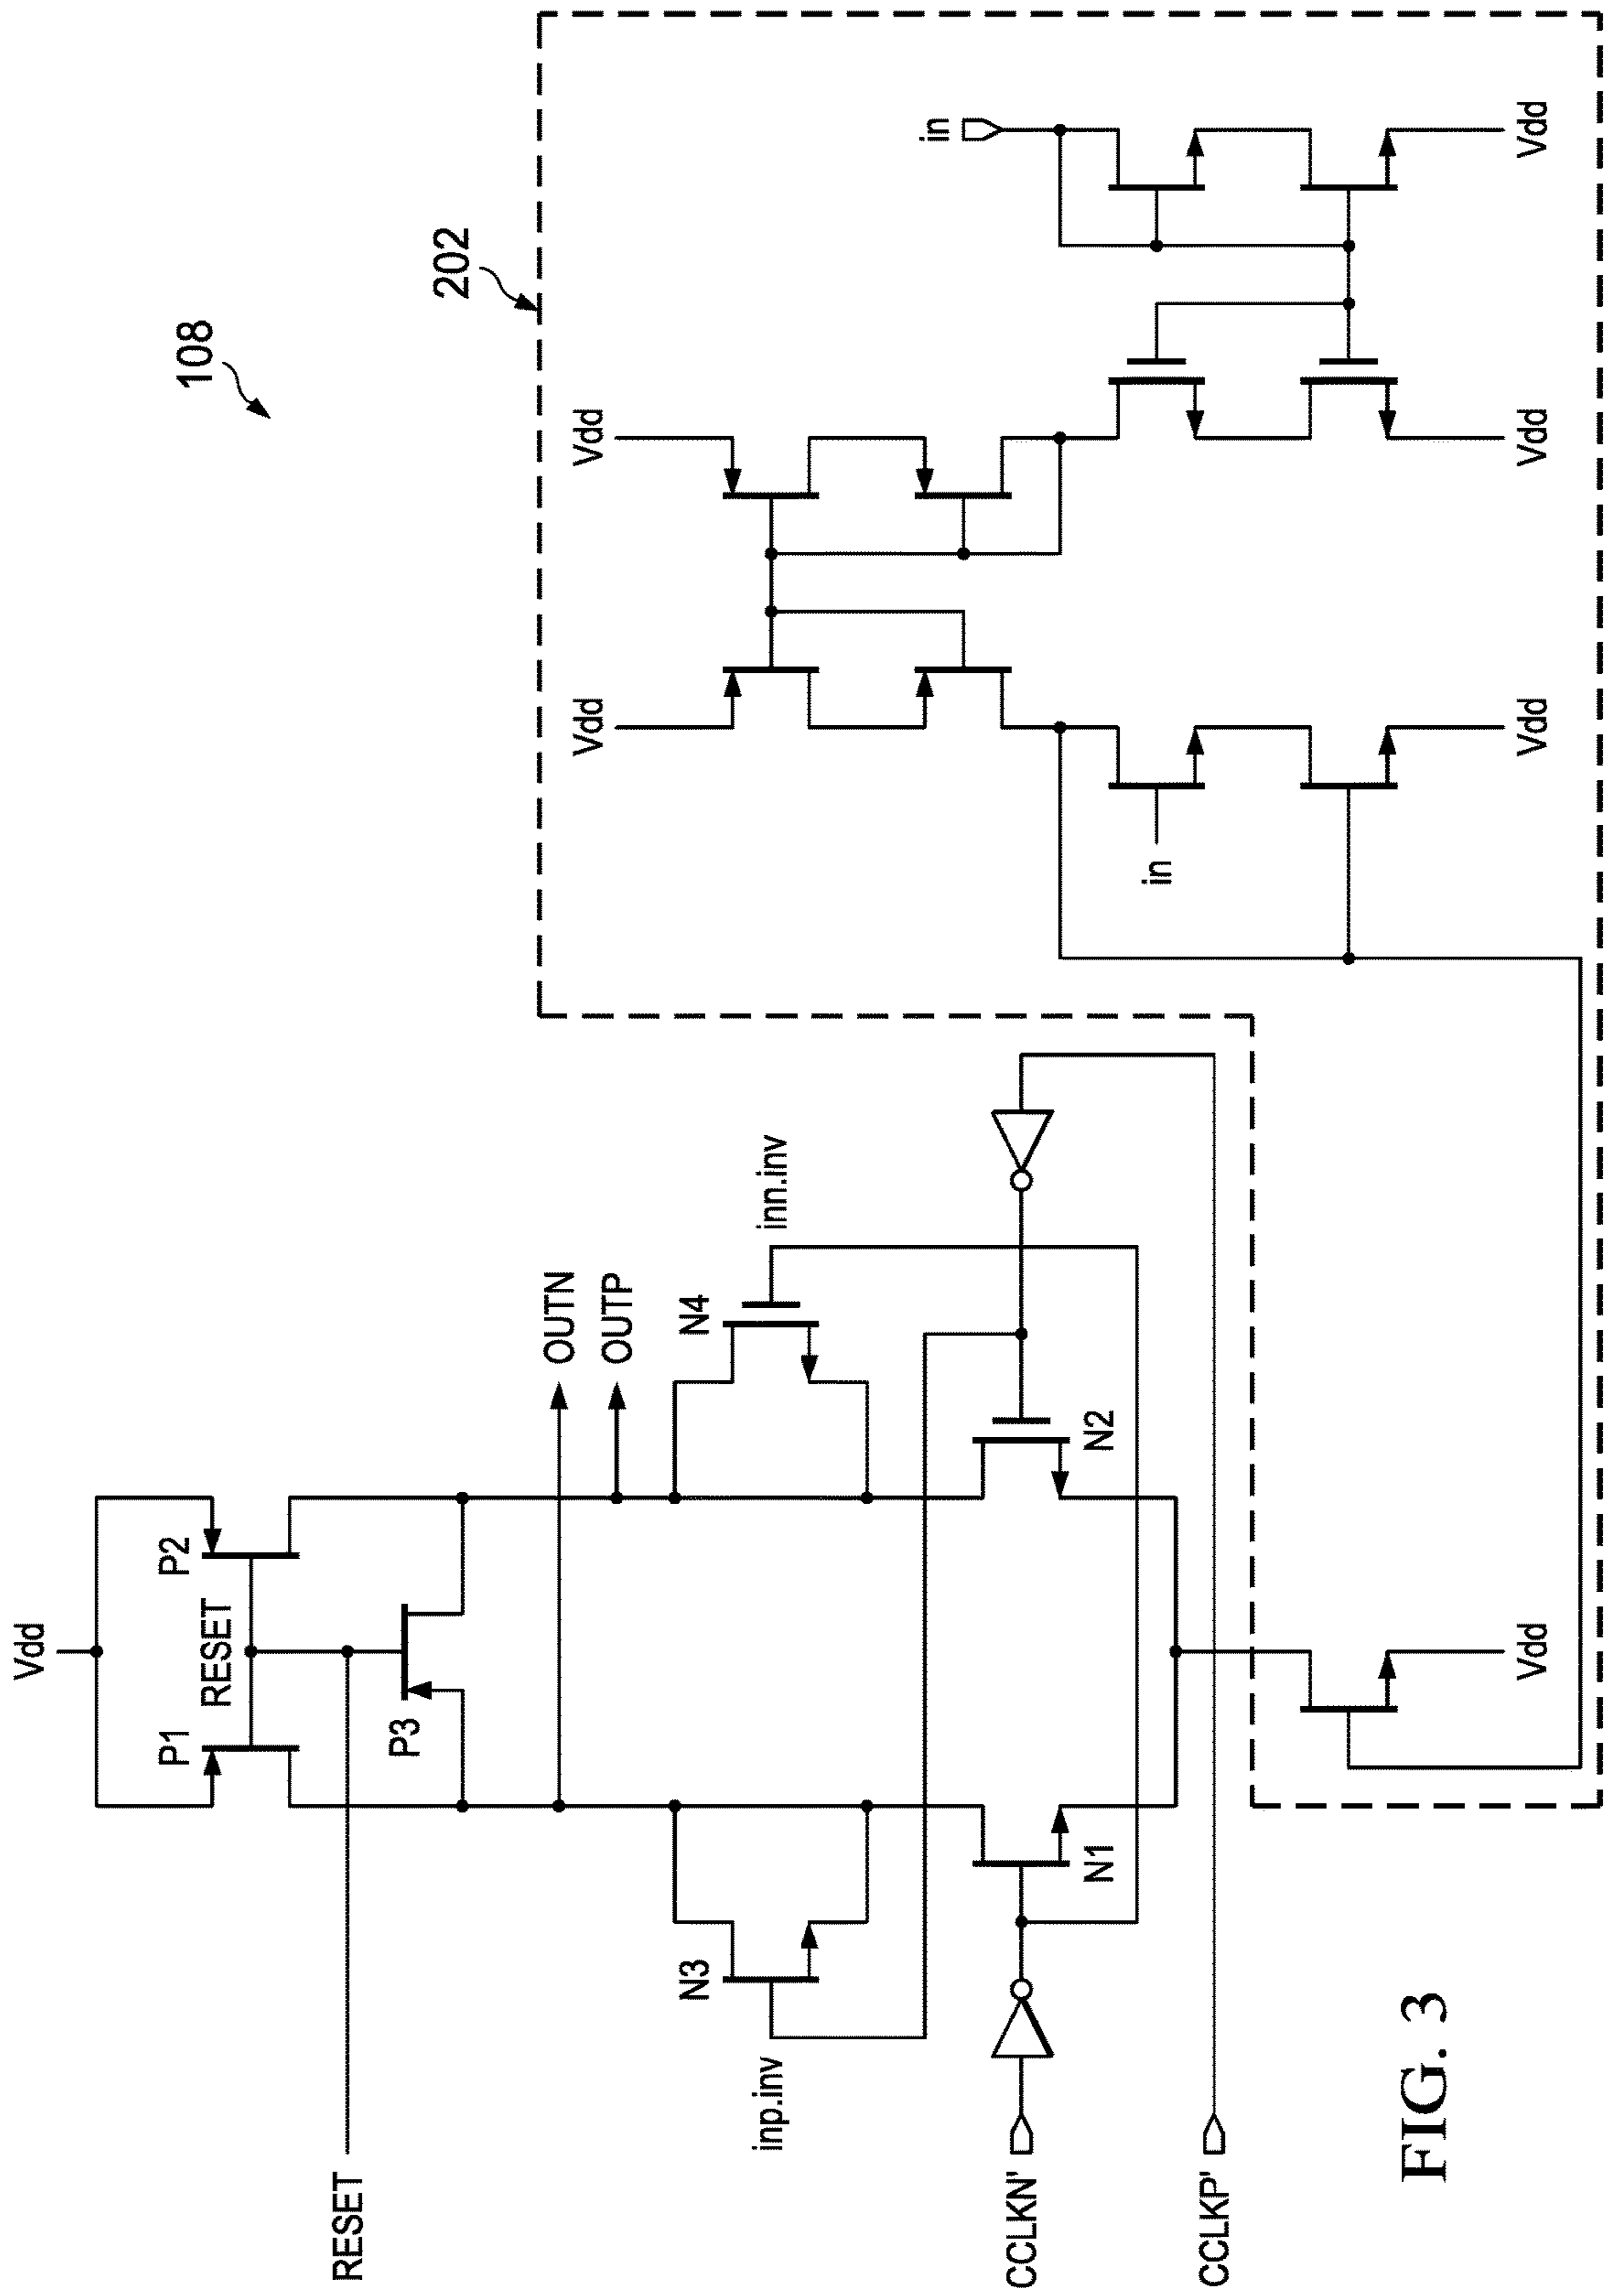 108
202
Vdd
P1
P2
RESET
RESET
P3
OUTN
OUTP
N3
N4
inp.inv
inn.inv
CCLKN'
N1
N2
CCLKP'
Vdd
Vdd
Vdd
in
in
Vdd
Vdd
Vdd
FIG. 3